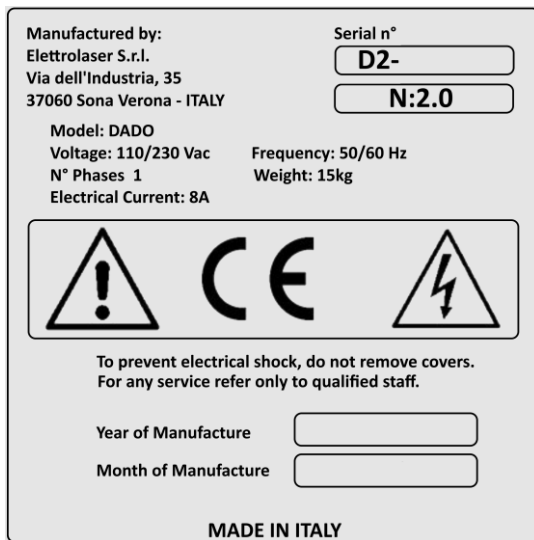 Manufactured by:
Elettrolaser S.r.l.
Via dell'Industria, 35
37060 Sona Verona - ITALY
Serial n°
D2-
N:2.0
Model: DADO
Voltage: 110/230 Vac Frequency: 50/60 Hz
N° Phases 1 Weight: 15kg
Electrical Current: 8A
CE
To prevent electrical shock, do not remove covers.
For any service refer only to qualified staff.
Year of Manufacture
Month of Manufacture
MADE IN ITALY